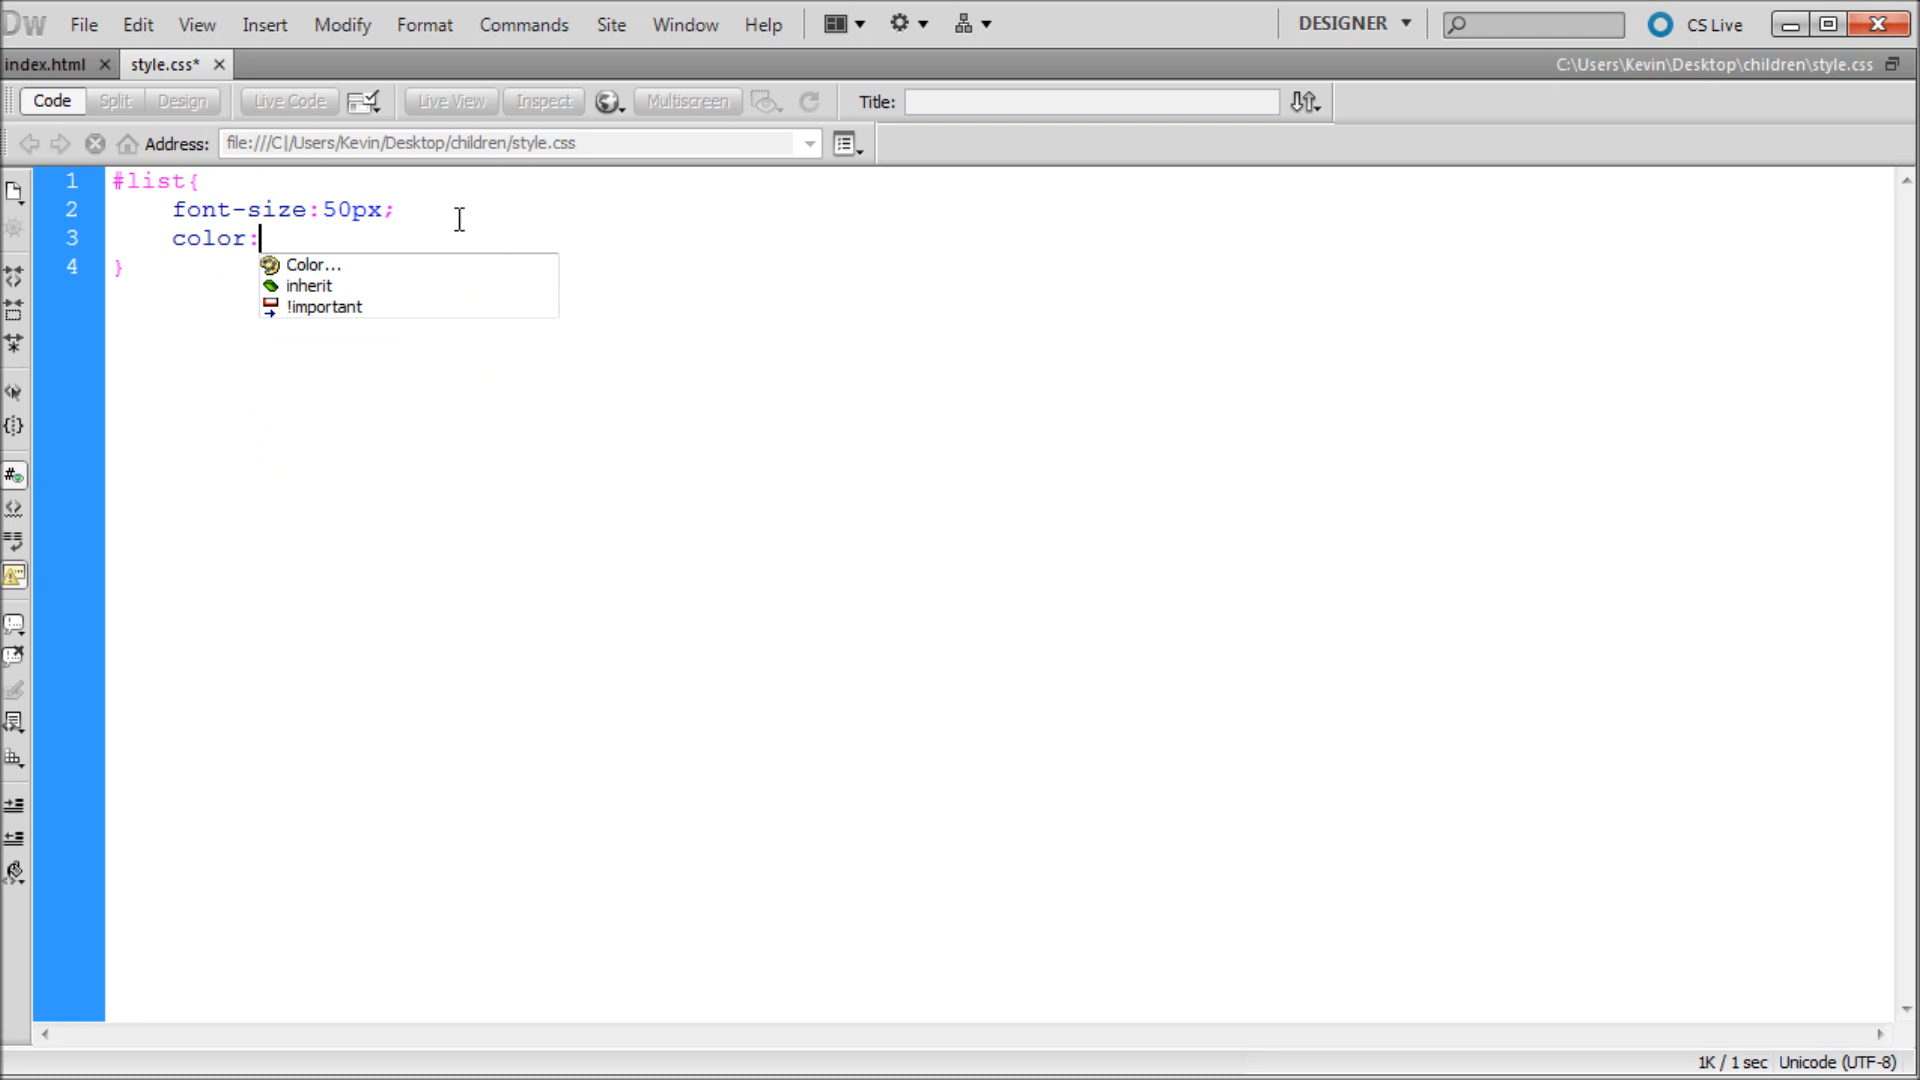 Dw File Edit View Insert Modify Format Commands Site Window Help DESIGNER CS Live
index.html style.css* C:\Users\Kevin\Desktop\children\style.css
Code Split Design Live Code Live View Inspect Multiscreen Title:
Address: file:///C|/Users/Kevin/Desktop/children/style.css
1 #list{
2 font-size:50px;
3 color:
4 }
Color...
inherit
!important
1K / 1 sec Unicode (UTF-8)